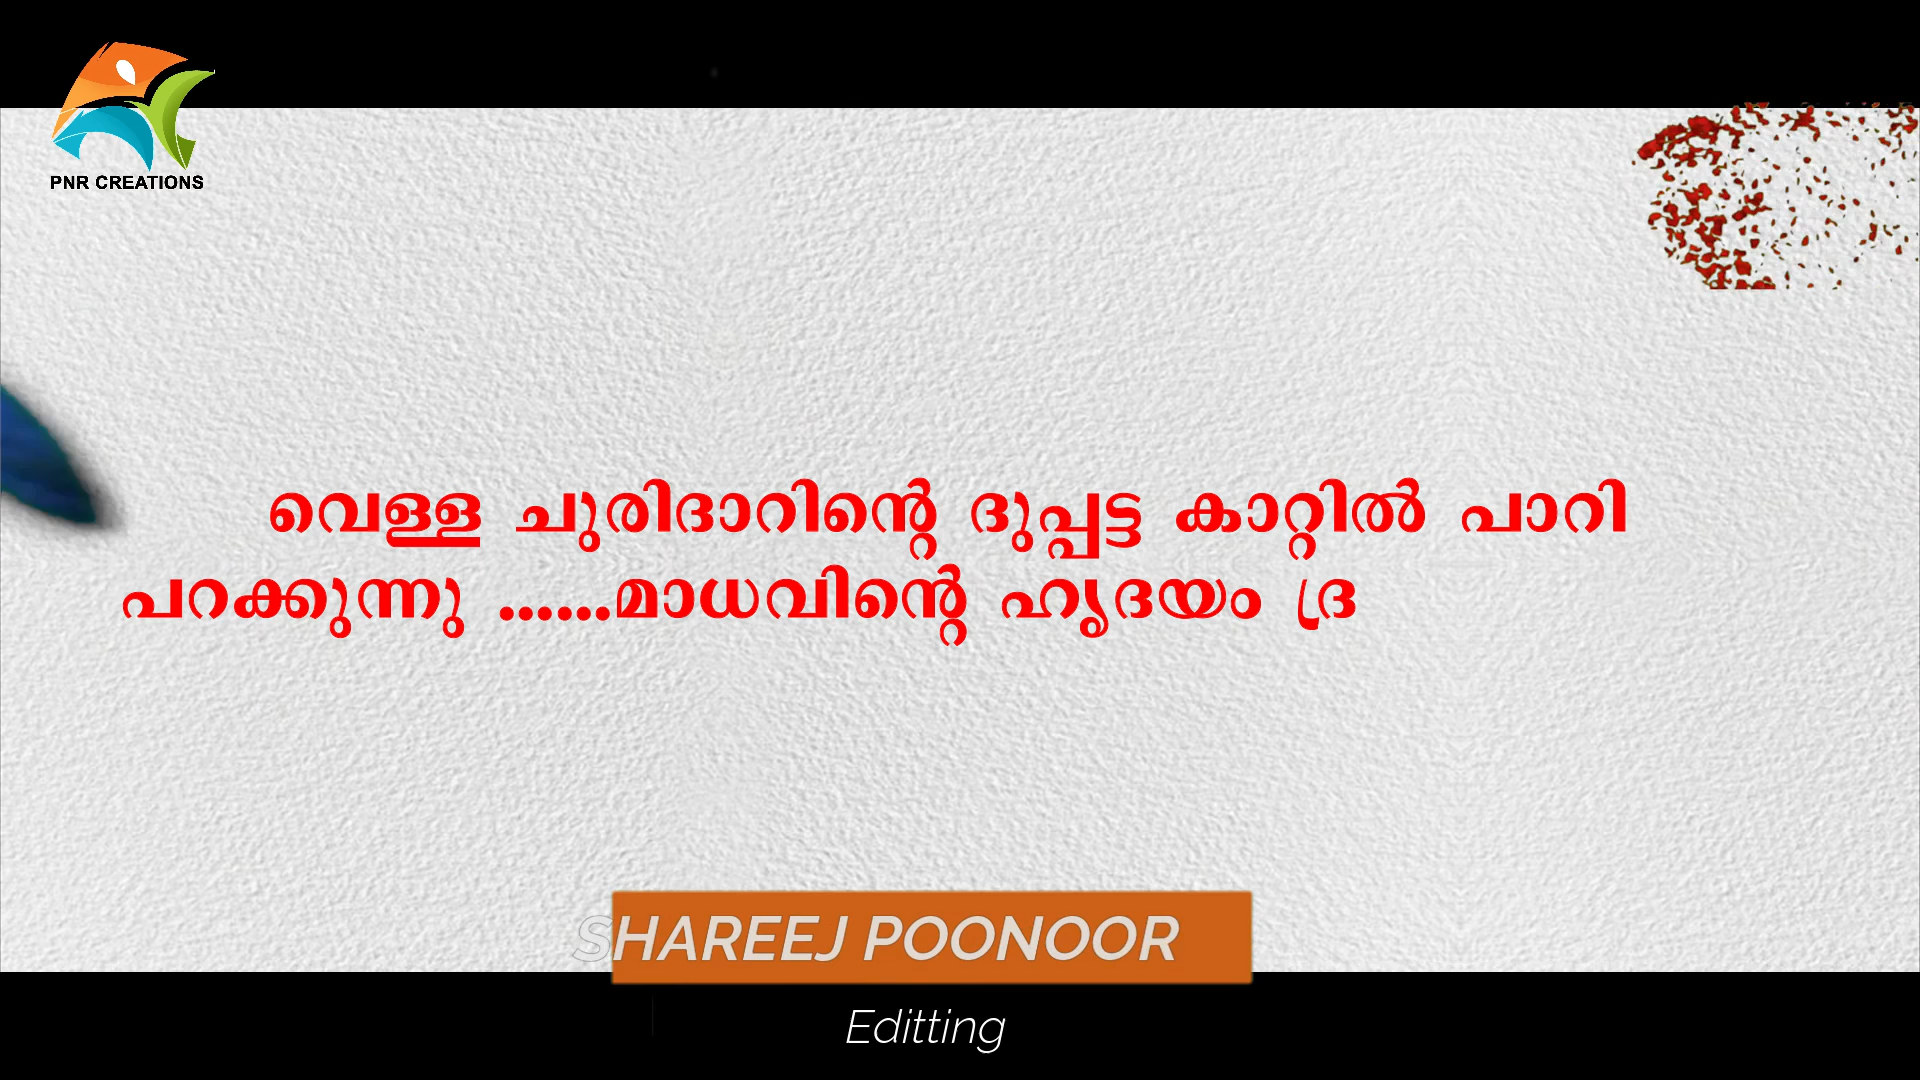 PNR CREATIONS
വെള്ള ചുരിദാറിന്റെ ദുപ്പട്ട കാറ്റിൽ പാറി
പറക്കുന്നു ......മാധവിന്റെ ഹൃദയം ദ്ര
SHAREEJ POONOOR
Editting